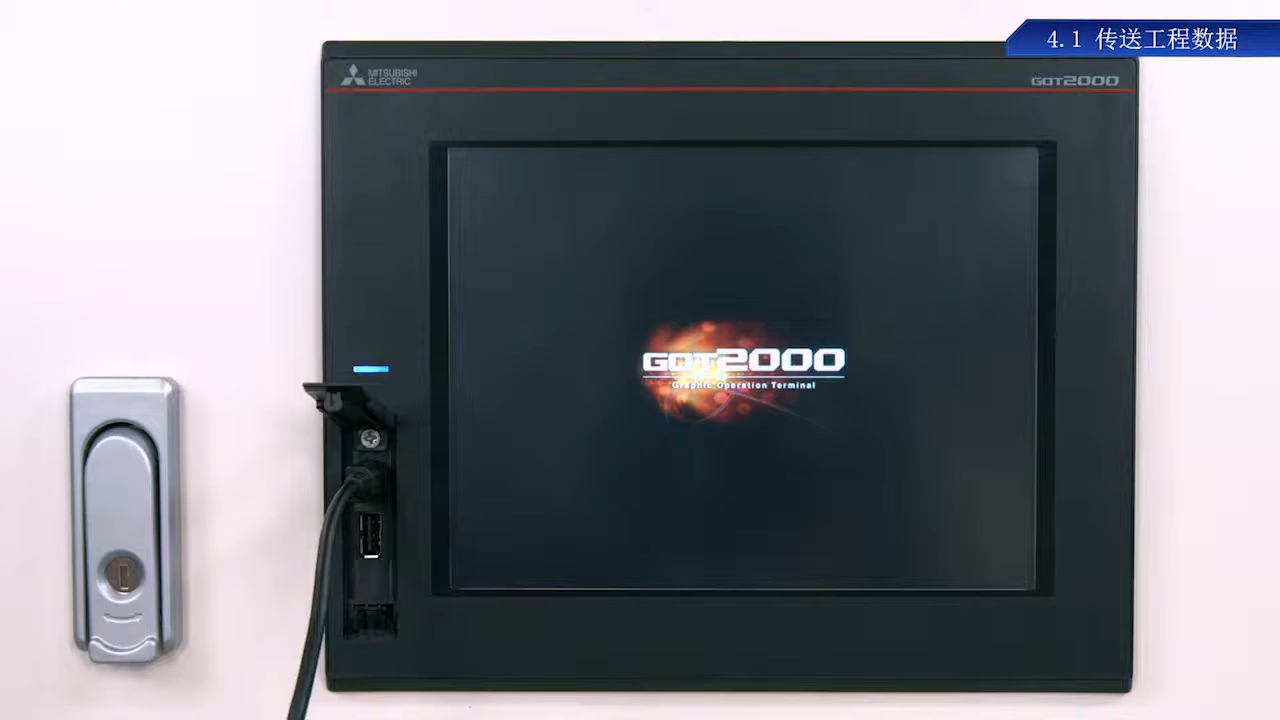 4.1 传送工程数据
MITSUBISHI
ELECTRIC
GOT2000
GOT2000
Graphic Operation Terminal